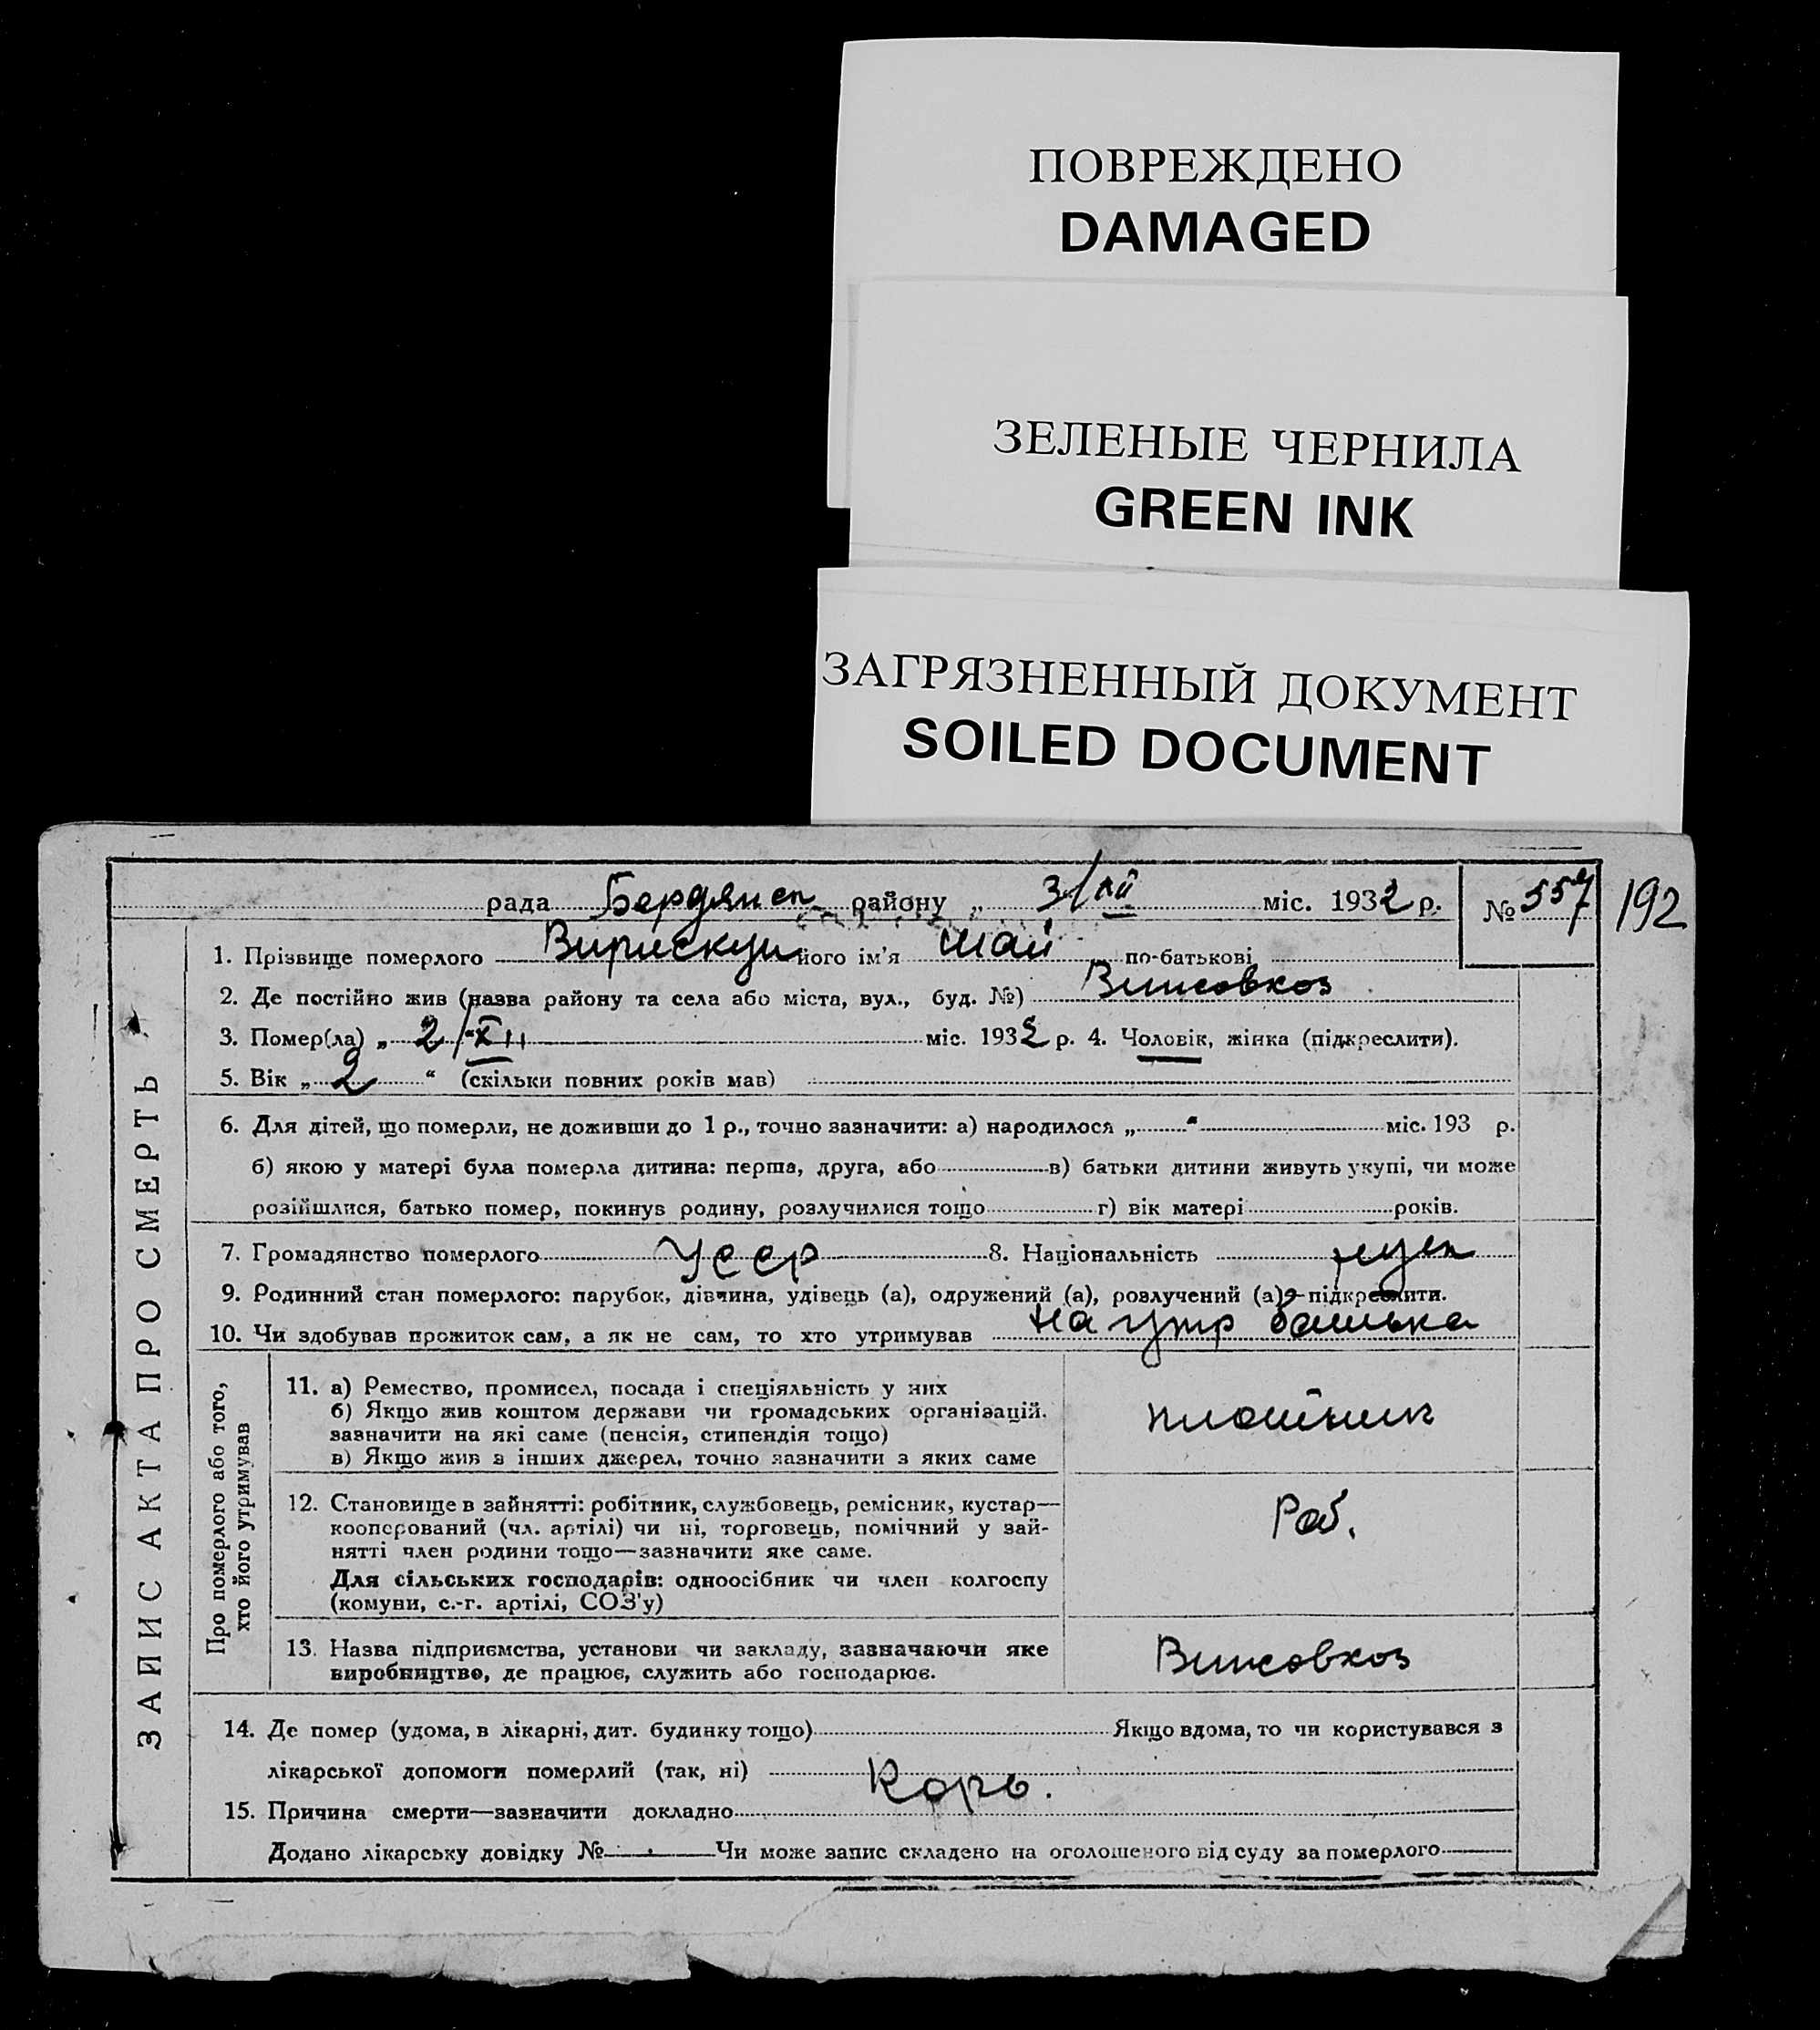 ПОВРЕЖДЕНО
DAMAGED
ЗЕЛЕНЫЕ ЧЕРНИЛА
GREEN INK
ЗАГРЯЗНЕННЫЙ ДОКУМЕНТ
SOILED DOCUMENT
рада Бердянск району „ 3/XII міс. 1932 р. № 557 192
ЗАПИС АКТА ПРО СМЕРТЬ
1. Прізвище померлого його ім'я по-батькові
2. Де постійно жив (назва району та села або міста, вул., буд. №)
3. Помер(ла) „ 2/XII міс. 1932 р. 4. Чоловік, жінка (підкреслити).
5. Вік „ 2 “ (скільки повних років мав)
6. Для дітей, що померли, не доживши до 1 р., точно зазначити: а) народилося „ “ міс. 193 р.
б) якою у матері була померла дитина: перша, друга, або в) батьки дитини живуть укупі, чи може
розійшлися, батько помер, покинув родину, розлучилися тощо г) вік матері років.
7. Громадянство померлого УССР 8. Національність
9. Родинний стан померлого: парубок, дівчина, удівець (а), одружений (а), розлучений (а)—підкреслити.
10. Чи здобував прожиток сам, а як не сам, то хто утримував на утр батька
Про померлого або того,
хто його утримував
11. а) Ремество, промисел, посада і спеціяльність у них
б) Якщо жив коштом держави чи громадських організацій.
зазначити на які саме (пенсія, стипендія тощо)
в) Якщо жив з інших джерел, точно зазначити з яких саме
плотник
12. Становище в зайнятті: робітник, службовець, ремісник, кустар—
кооперований (чл. артілі) чи ні, торговець, помічний у зай-
нятті член родини тощо—зазначити яке саме.
Для сільських господарів: одноосібник чи член колгоспу
(комуни, с.-г. артілі, СОЗ'у)
Роб.
13. Назва підприємства, установи чи закладу, зазначаючи яке
виробництво, де працює, служить або господарює.
14. Де помер (удома, в лікарні, дит. будинку тощо) Якщо вдома, то чи користувався з
лікарської допомоги померлий (так, ні)
15. Причина смерти—зазначити докладно Корь.
Додано лікарську довідку № Чи може запис складено на оголошеного від суду за померлого